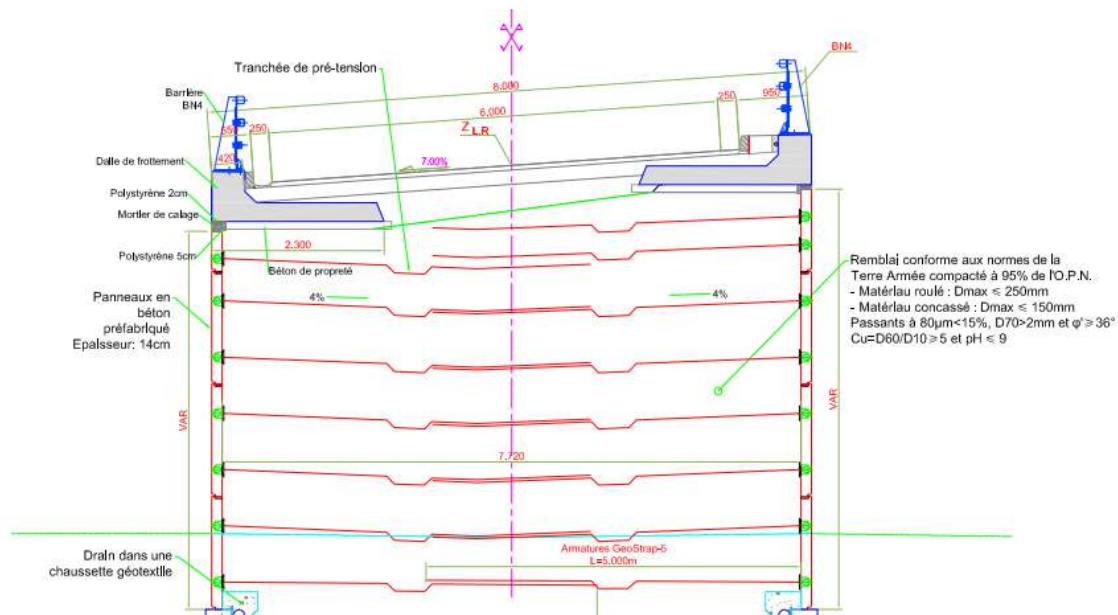 BN4
Tranchée de pré-tension
8.000
Barrière
BN4
6.000
250
950
550
250
Z L.R
420
7.00%
Dalle de frottement
Polystyrène 2cm
Mortier de calage
Polystyrène 5cm
2.300
Béton de propreté
4%
4%
Panneaux en
béton
préfabriqué
Epaisseur: 14cm
Remblai conforme aux normes de la
Terre Armée compacté à 95% de l'O.P.N.
- Matériau roulé : Dmax ≤ 250mm
- Matériau concassé : Dmax ≤ 150mm
Passants à 80µm<15%, D70>2mm et φ'≥36°
Cu=D60/D10≥5 et pH ≤ 9
VAR
VAR
7.720
Armatures GeoStrap-5
L=5.000m
Drain dans une
chaussette géotextile